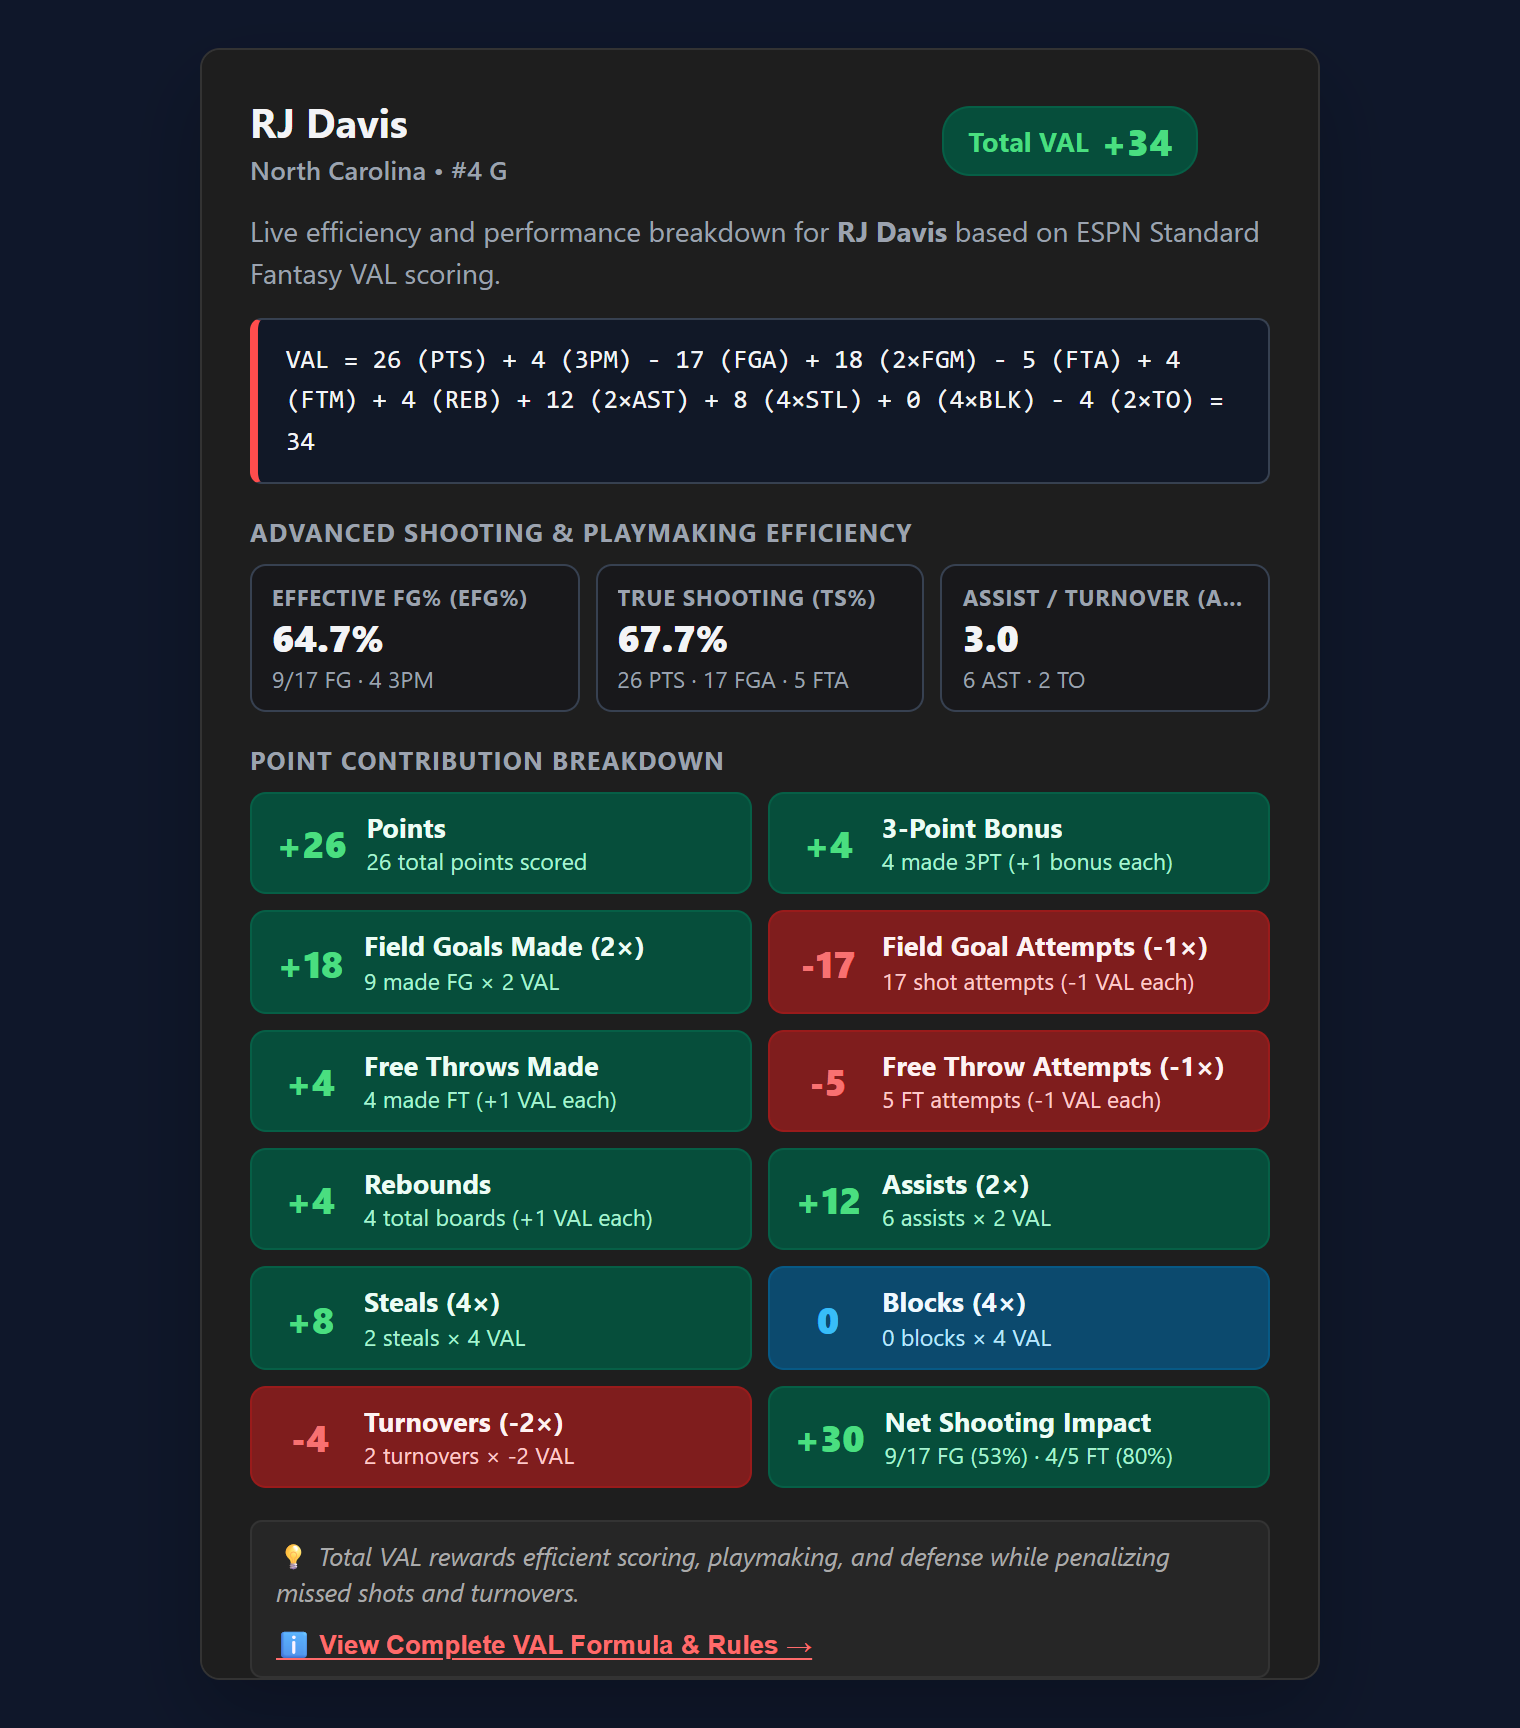 RJ Davis
North Carolina • #4 G
Total VAL +34
Live efficiency and performance breakdown for RJ Davis based on ESPN Standard
Fantasy VAL scoring.
VAL = 26 (PTS) + 4 (3PM) - 17 (FGA) + 18 (2×FGM) - 5 (FTA) + 4
(FTM) + 4 (REB) + 12 (2×AST) + 8 (4×STL) + 0 (4×BLK) - 4 (2×TO) =
34
ADVANCED SHOOTING & PLAYMAKING EFFICIENCY
EFFECTIVE FG% (EFG%)
64.7%
9/17 FG · 4 3PM
TRUE SHOOTING (TS%)
67.7%
26 PTS · 17 FGA · 5 FTA
ASSIST / TURNOVER (A...
3.0
6 AST · 2 TO
POINT CONTRIBUTION BREAKDOWN
+26
Points
26 total points scored
+4
3-Point Bonus
4 made 3PT (+1 bonus each)
+18
Field Goals Made (2×)
9 made FG × 2 VAL
-17
Field Goal Attempts (-1×)
17 shot attempts (-1 VAL each)
+4
Free Throws Made
4 made FT (+1 VAL each)
-5
Free Throw Attempts (-1×)
5 FT attempts (-1 VAL each)
+4
Rebounds
4 total boards (+1 VAL each)
+12
Assists (2×)
6 assists × 2 VAL
+8
Steals (4×)
2 steals × 4 VAL
0
Blocks (4×)
0 blocks × 4 VAL
-4
Turnovers (-2×)
2 turnovers × -2 VAL
+30
Net Shooting Impact
9/17 FG (53%) · 4/5 FT (80%)
💡 Total VAL rewards efficient scoring, playmaking, and defense while penalizing
missed shots and turnovers.
ℹ️ View Complete VAL Formula & Rules →